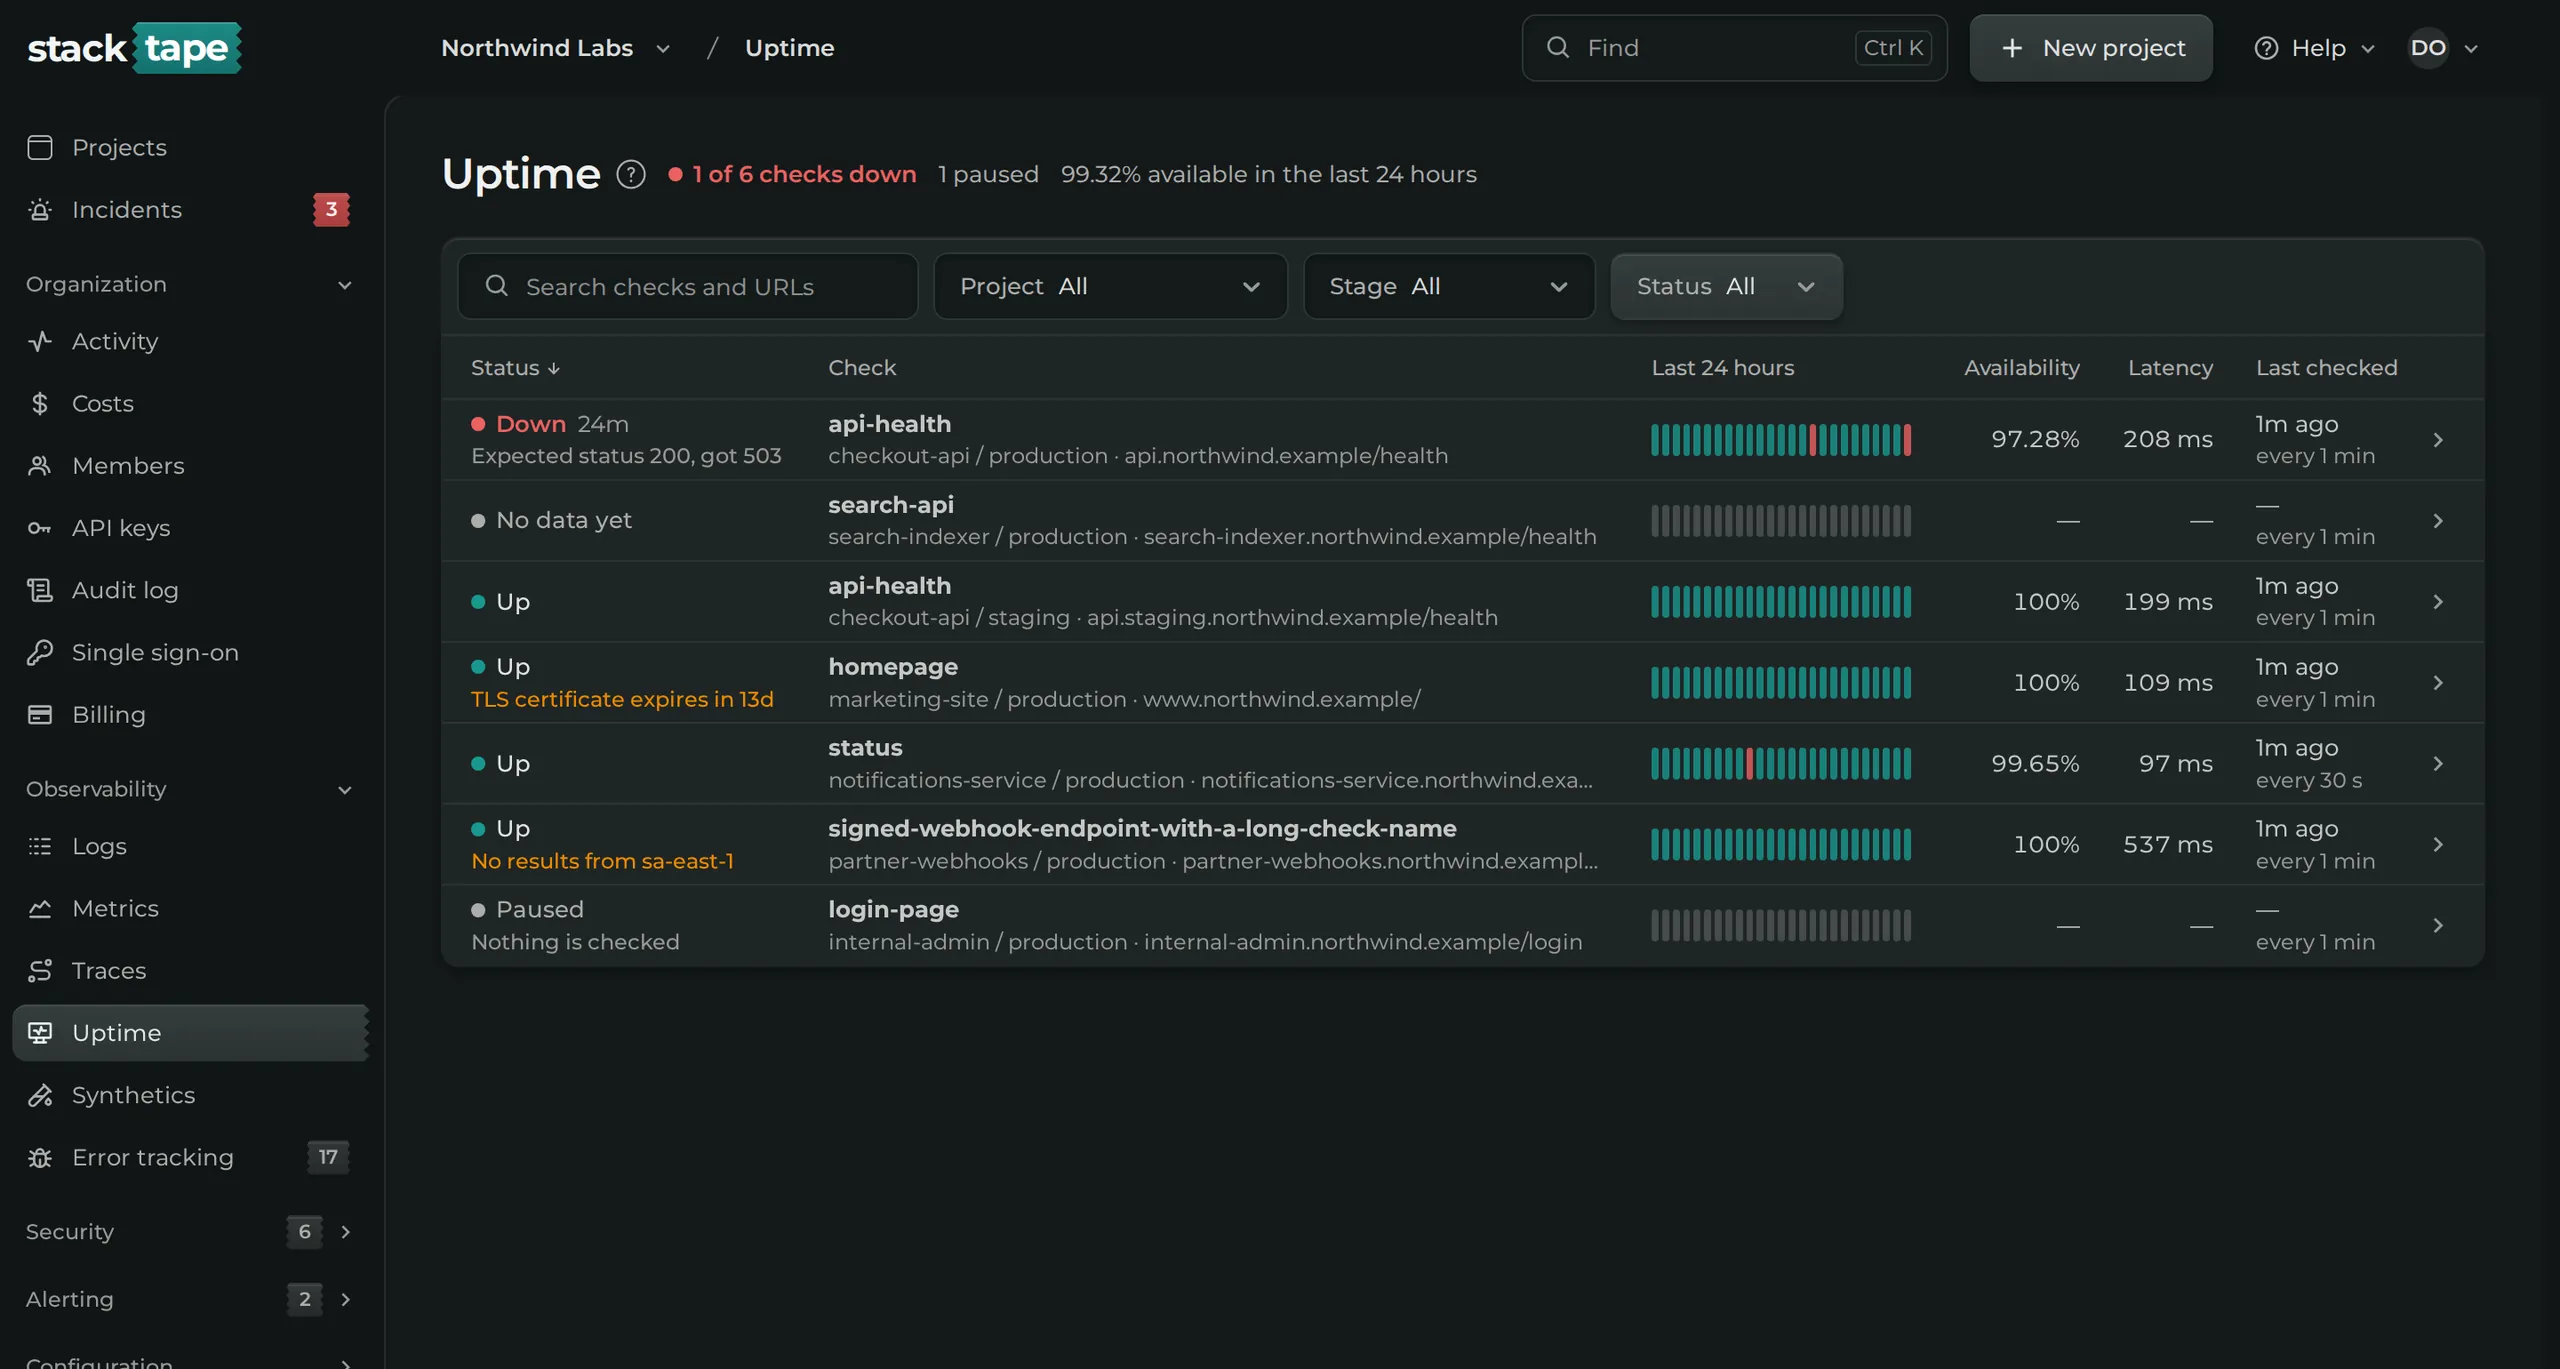 stack tape
Northwind Labs / Uptime
Find Ctrl K
New project
Help
DO
Projects
Incidents 3
Organization
Activity
Costs
Members
API keys
Audit log
Single sign-on
Billing
Observability
Logs
Metrics
Traces
Uptime
Synthetics
Error tracking 17
Security 6
Alerting 2
Configuration
Uptime ? 1 of 6 checks down 1 paused 99.32% available in the last 24 hours
Search checks and URLs
Project All
Stage All
Status All
Status ↓ Check Last 24 hours Availability Latency Last checked
Down 24m api-health 97.28% 208 ms 1m ago
Expected status 200, got 503 checkout-api / production · api.northwind.example/health every 1 min
No data yet search-api — — —
search-indexer / production · search-indexer.northwind.example/health every 1 min
Up api-health 100% 199 ms 1m ago
checkout-api / staging · api.staging.northwind.example/health every 1 min
Up homepage 100% 109 ms 1m ago
TLS certificate expires in 13d marketing-site / production · www.northwind.example/ every 1 min
Up status 99.65% 97 ms 1m ago
notifications-service / production · notifications-service.northwind.exa... every 30 s
Up signed-webhook-endpoint-with-a-long-check-name 100% 537 ms 1m ago
No results from sa-east-1 partner-webhooks / production · partner-webhooks.northwind.exampl... every 1 min
Paused login-page — — —
Nothing is checked internal-admin / production · internal-admin.northwind.example/login every 1 min